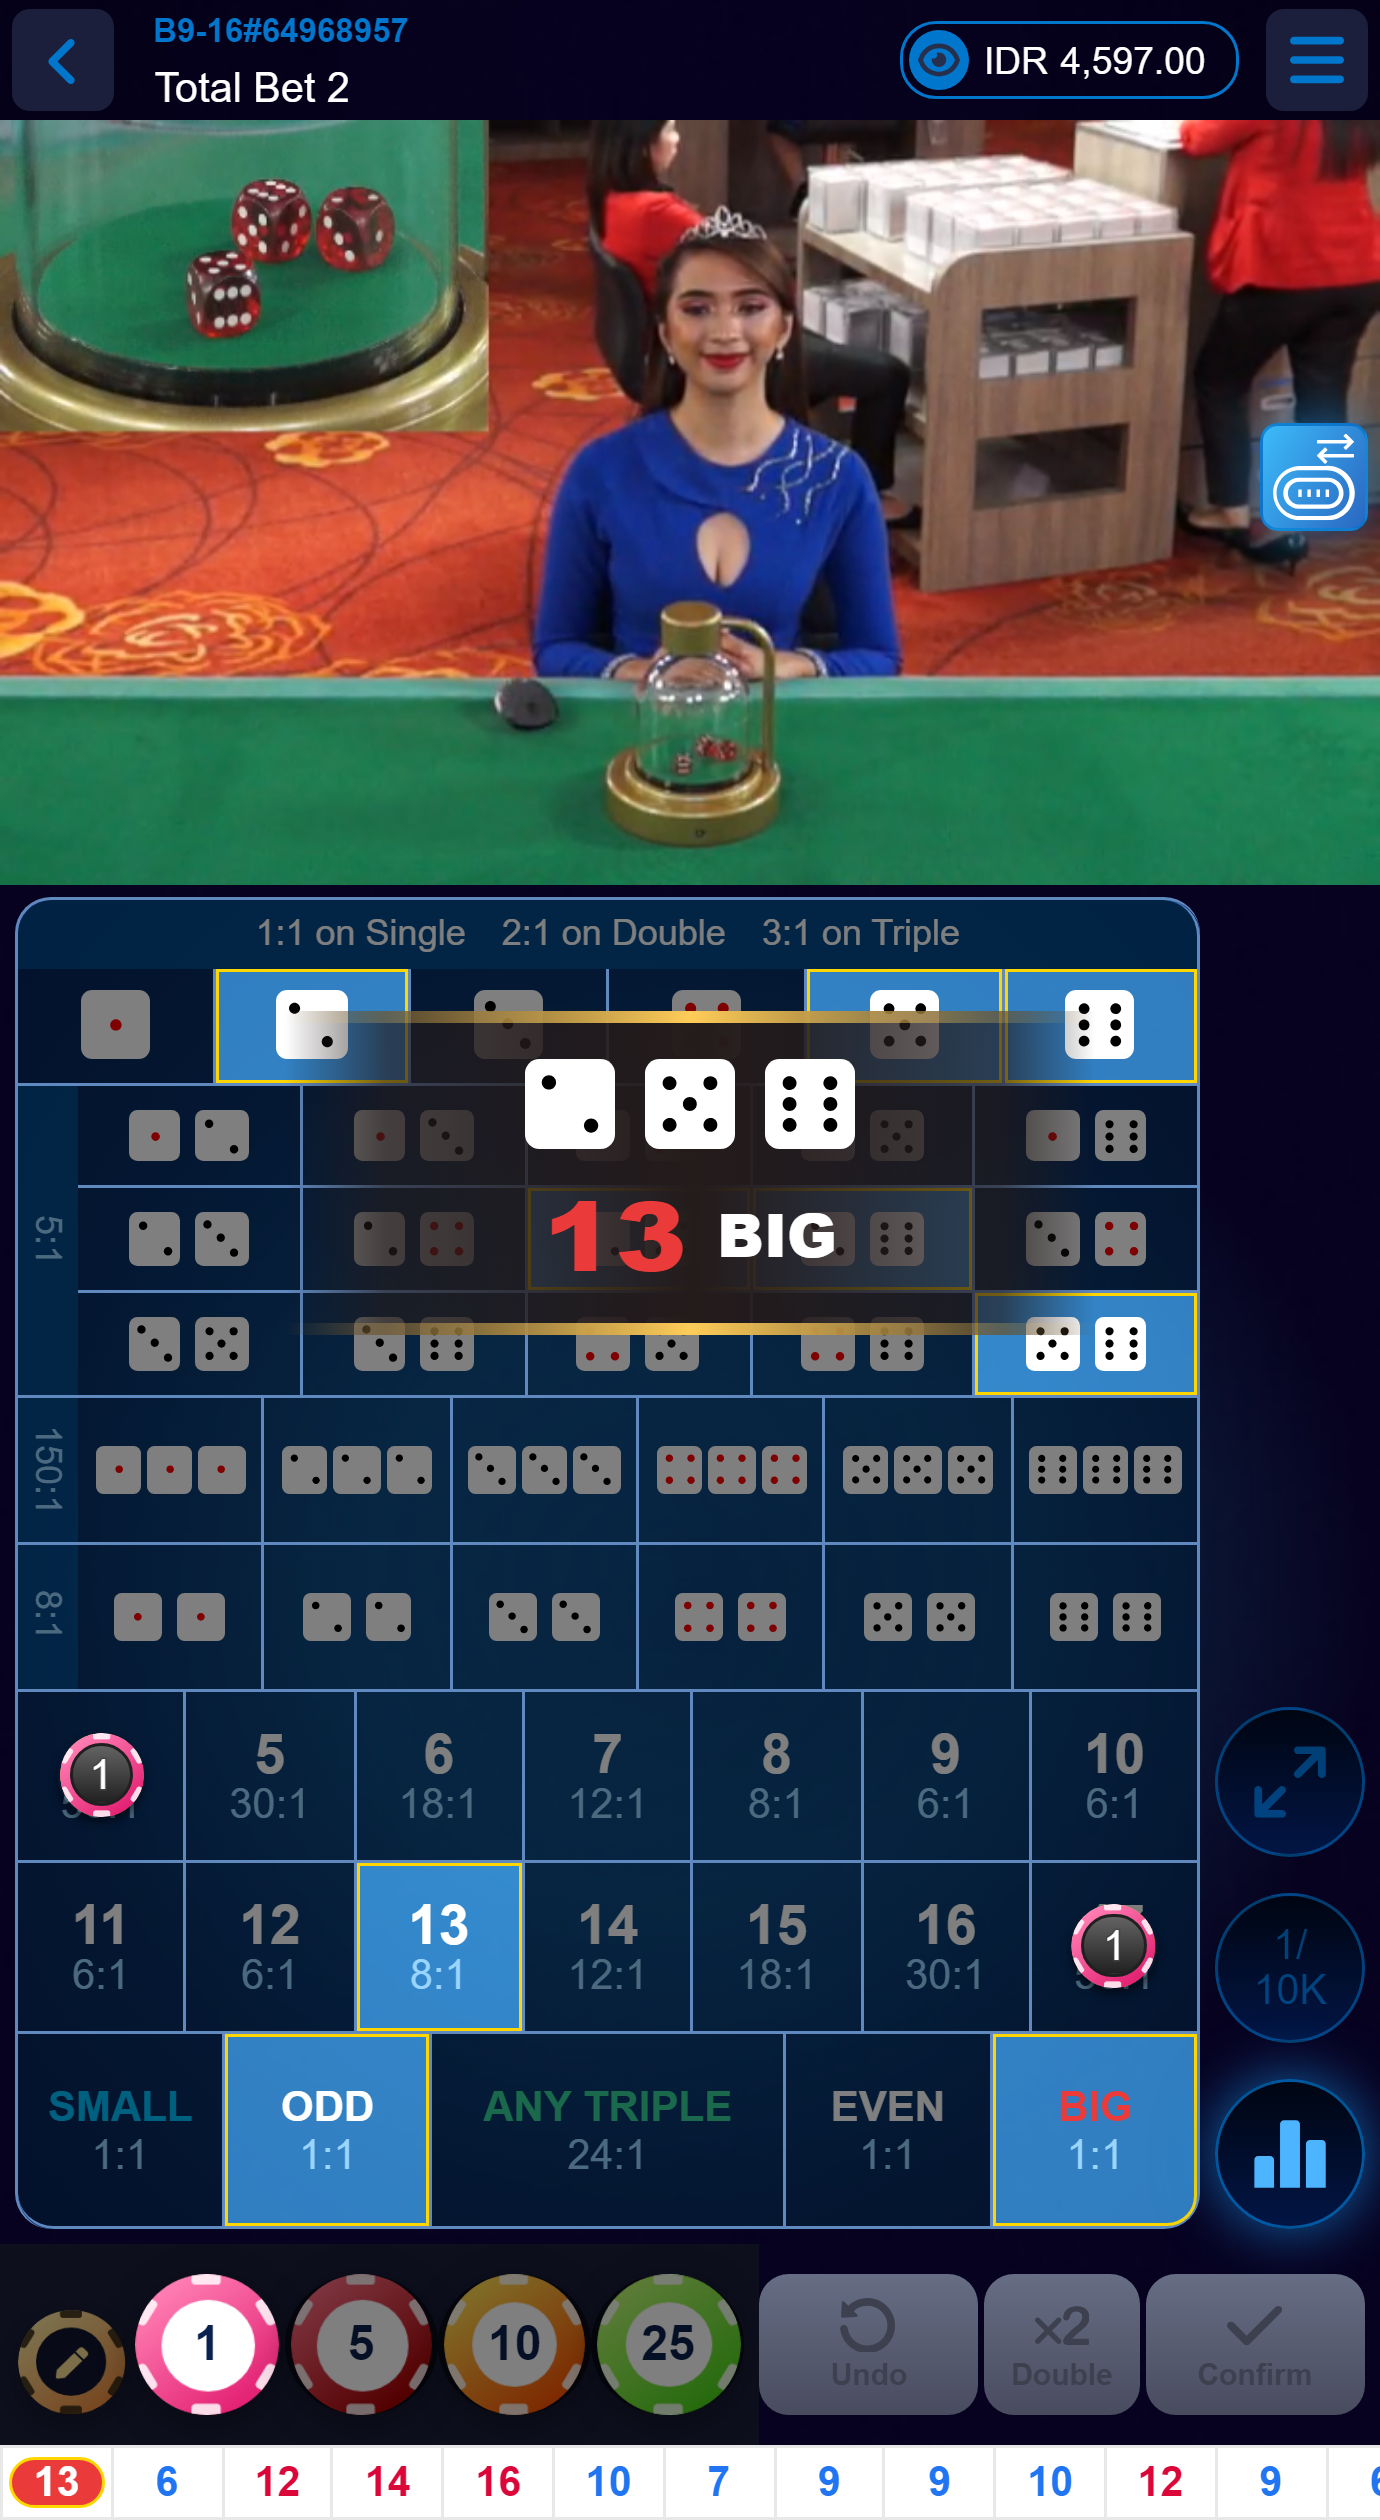 B9-16#64968957
Total Bet 2
IDR 4,597.00
1:1 on Single 2:1 on Double 3:1 on Triple
13 BIG
5:1
150:1
8:1
1
5 30:1
6 18:1
7 12:1
8 8:1
9 6:1
10 6:1
11 6:1
12 6:1
13 8:1
14 12:1
15 18:1
16 30:1
1
1/
10K
SMALL 1:1
ODD 1:1
ANY TRIPLE 24:1
EVEN 1:1
BIG 1:1
1 5 10 25
Undo
x2
Double
Confirm
13 6 12 14 16 10 7 9 9 10 12 9